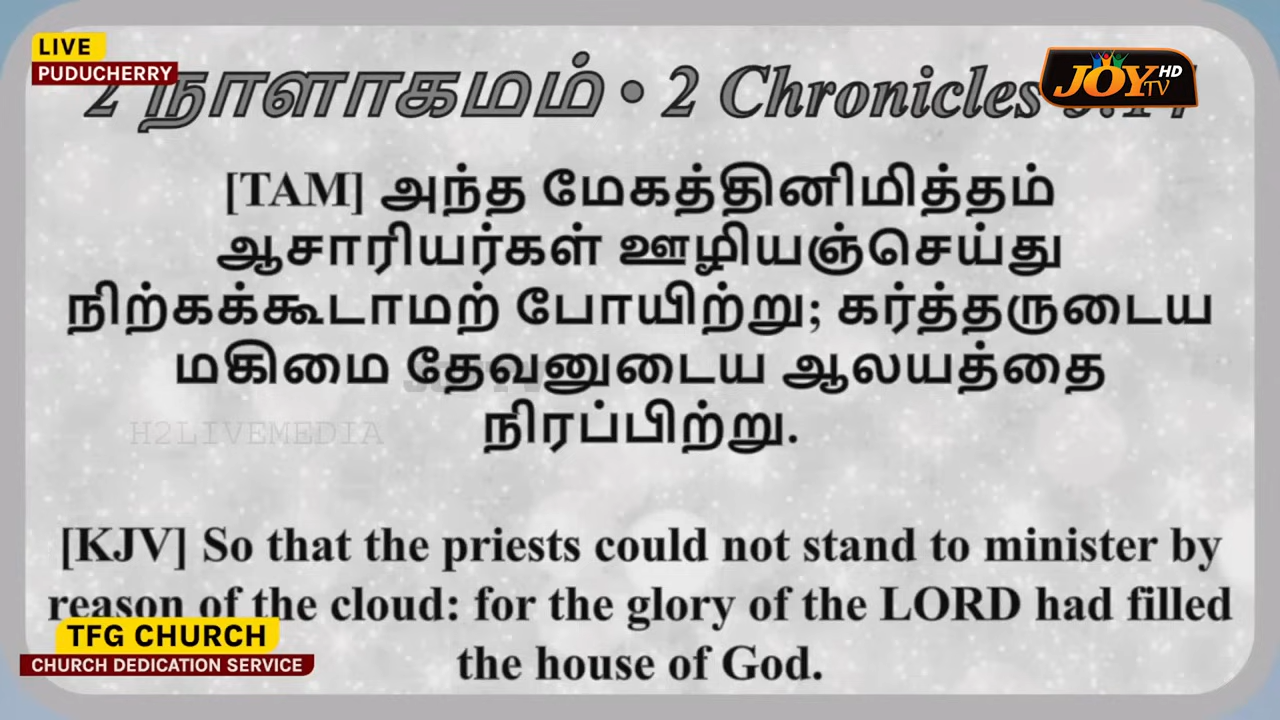 LIVE
PUDUCHERRY
JOY TV HD
2 நாளாகமம் • 2 Chronicles
[TAM] அந்த மேகத்தினிமித்தம்
ஆசாரியர்கள் ஊழியஞ்செய்து
நிற்கக்கூடாமற் போயிற்று; கர்த்தருடைய
மகிமை தேவனுடைய ஆலயத்தை
நிரப்பிற்று.
H2LIVEMEDIA
[KJV] So that the priests could not stand to minister by
reason of the cloud: for the glory of the LORD had filled
the house of God.
TFG CHURCH
CHURCH DEDICATION SERVICE